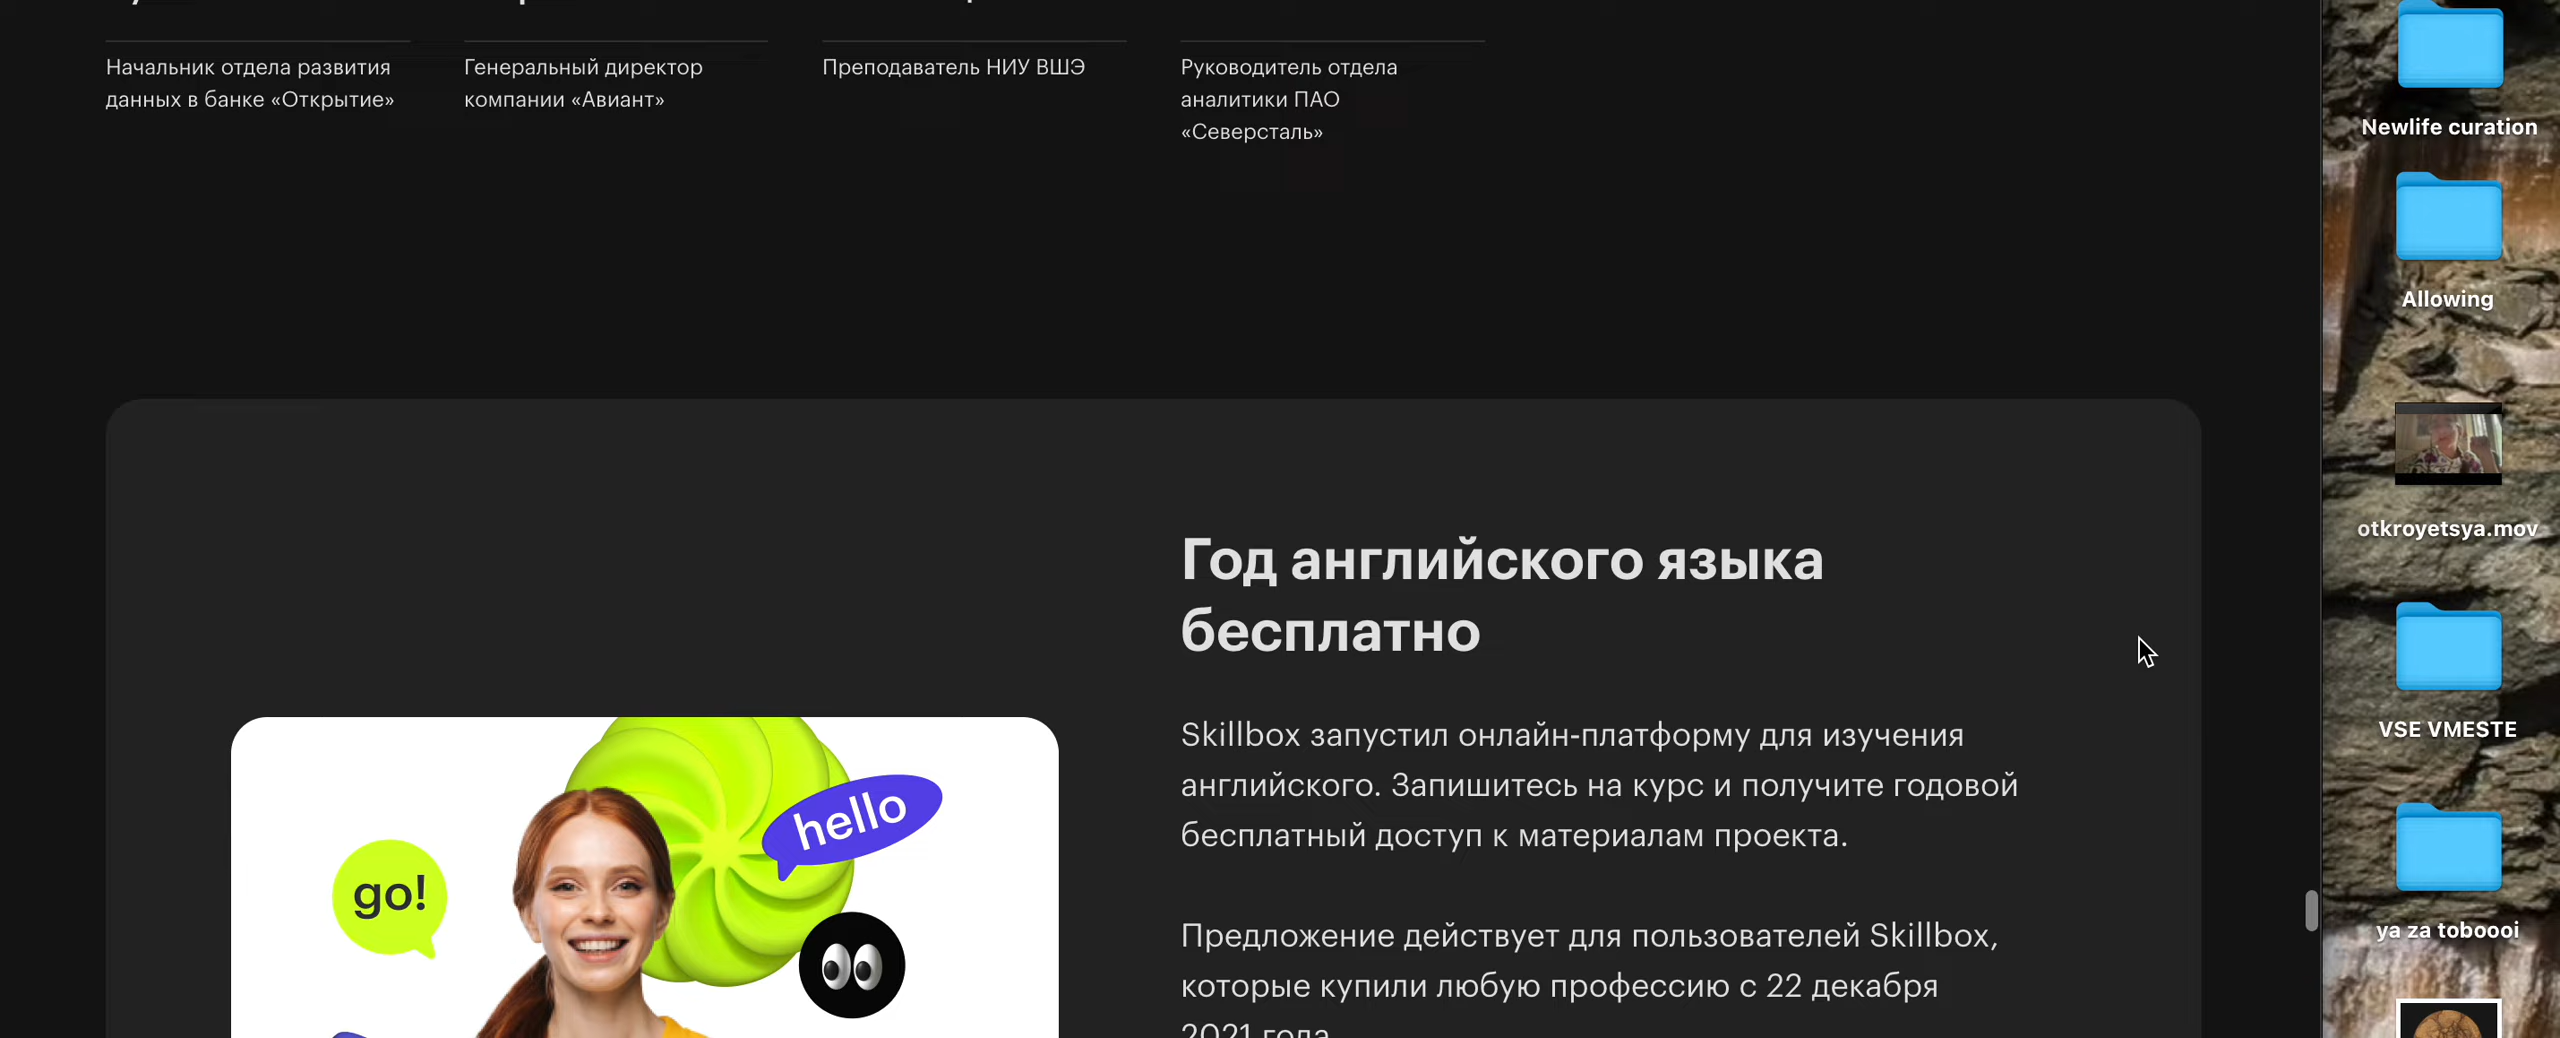 Начальник отдела развития
данных в банке «Открытие»
Генеральный директор
компании «Авиант»
Преподаватель НИУ ВШЭ
Руководитель отдела
аналитики ПАО
«Северсталь»
Год английского языка
бесплатно
Skillbox запустил онлайн-платформу для изучения
английского. Запишитесь на курс и получите годовой
бесплатный доступ к материалам проекта.
Предложение действует для пользователей Skillbox,
которые купили любую профессию с 22 декабря
2021 года
go!
hello
Newlife curation
Allowing
otkroyetsya.mov
VSE VMESTE
ya za toboooi